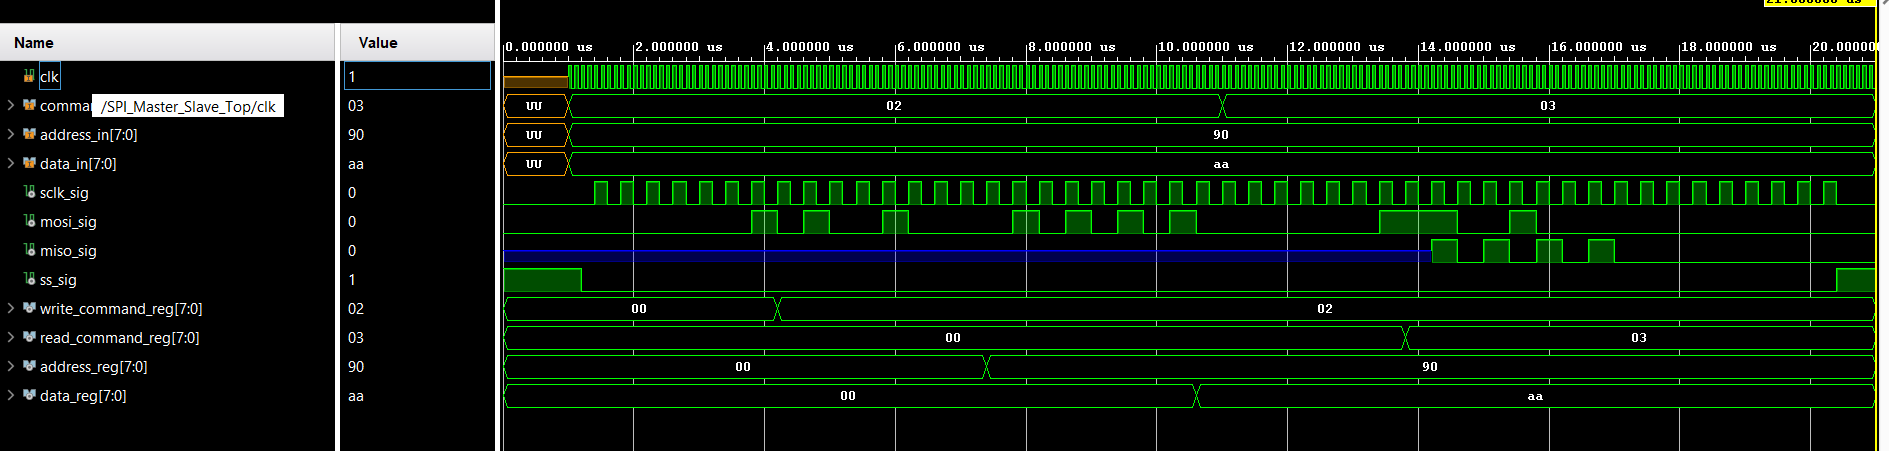 21.000000 us
Name Value
0.000000 us 2.000000 us 4.000000 us 6.000000 us 8.000000 us 10.000000 us 12.000000 us 14.000000 us 16.000000 us 18.000000 us 20.00000
clk 1
comma 03 UU 02 03
/SPI_Master_Slave_Top/clk
address_in[7:0] 90 UU 90
data_in[7:0] aa UU aa
sclk_sig 0
mosi_sig 0
miso_sig 0
ss_sig 1
write_command_reg[7:0] 02 00 02
read_command_reg[7:0] 03 00 03
address_reg[7:0] 90 00 90
data_reg[7:0] aa 00 aa